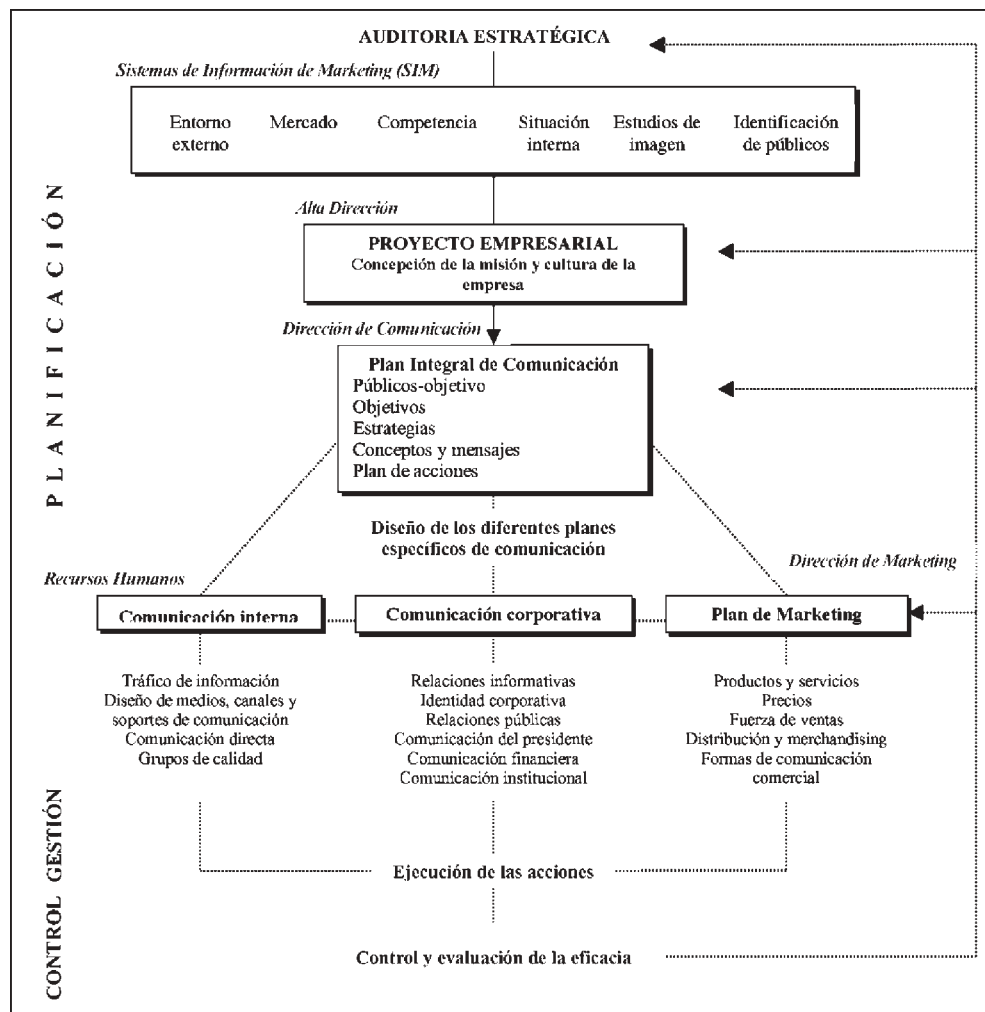 AUDITORIA ESTRATÉGICA
Sistemas de Información de Marketing (SIM)
Entorno externo
Mercado
Competencia
Situación interna
Estudios de imagen
Identificación de públicos
Alta Dirección
PROYECTO EMPRESARIAL
Concepción de la misión y cultura de la
empresa
Dirección de Comunicación
Plan Integral de Comunicación
Públicos-objetivo
Objetivos
Estrategias
Conceptos y mensajes
Plan de acciones
Diseño de los diferentes planes
específicos de comunicación
Recursos Humanos
Dirección de Marketing
Comunicación interna
Comunicación corporativa
Plan de Marketing
Tráfico de información
Diseño de medios, canales y
soportes de comunicación
Comunicación directa
Grupos de calidad
Relaciones informativas
Identidad corporativa
Relaciones públicas
Comunicación del presidente
Comunicación financiera
Comunicación institucional
Productos y servicios
Precios
Fuerza de ventas
Distribución y merchandising
Formas de comunicación
comercial
Ejecución de las acciones
Control y evaluación de la eficacia
PLANIFICACIÓN
CONTROL GESTIÓN